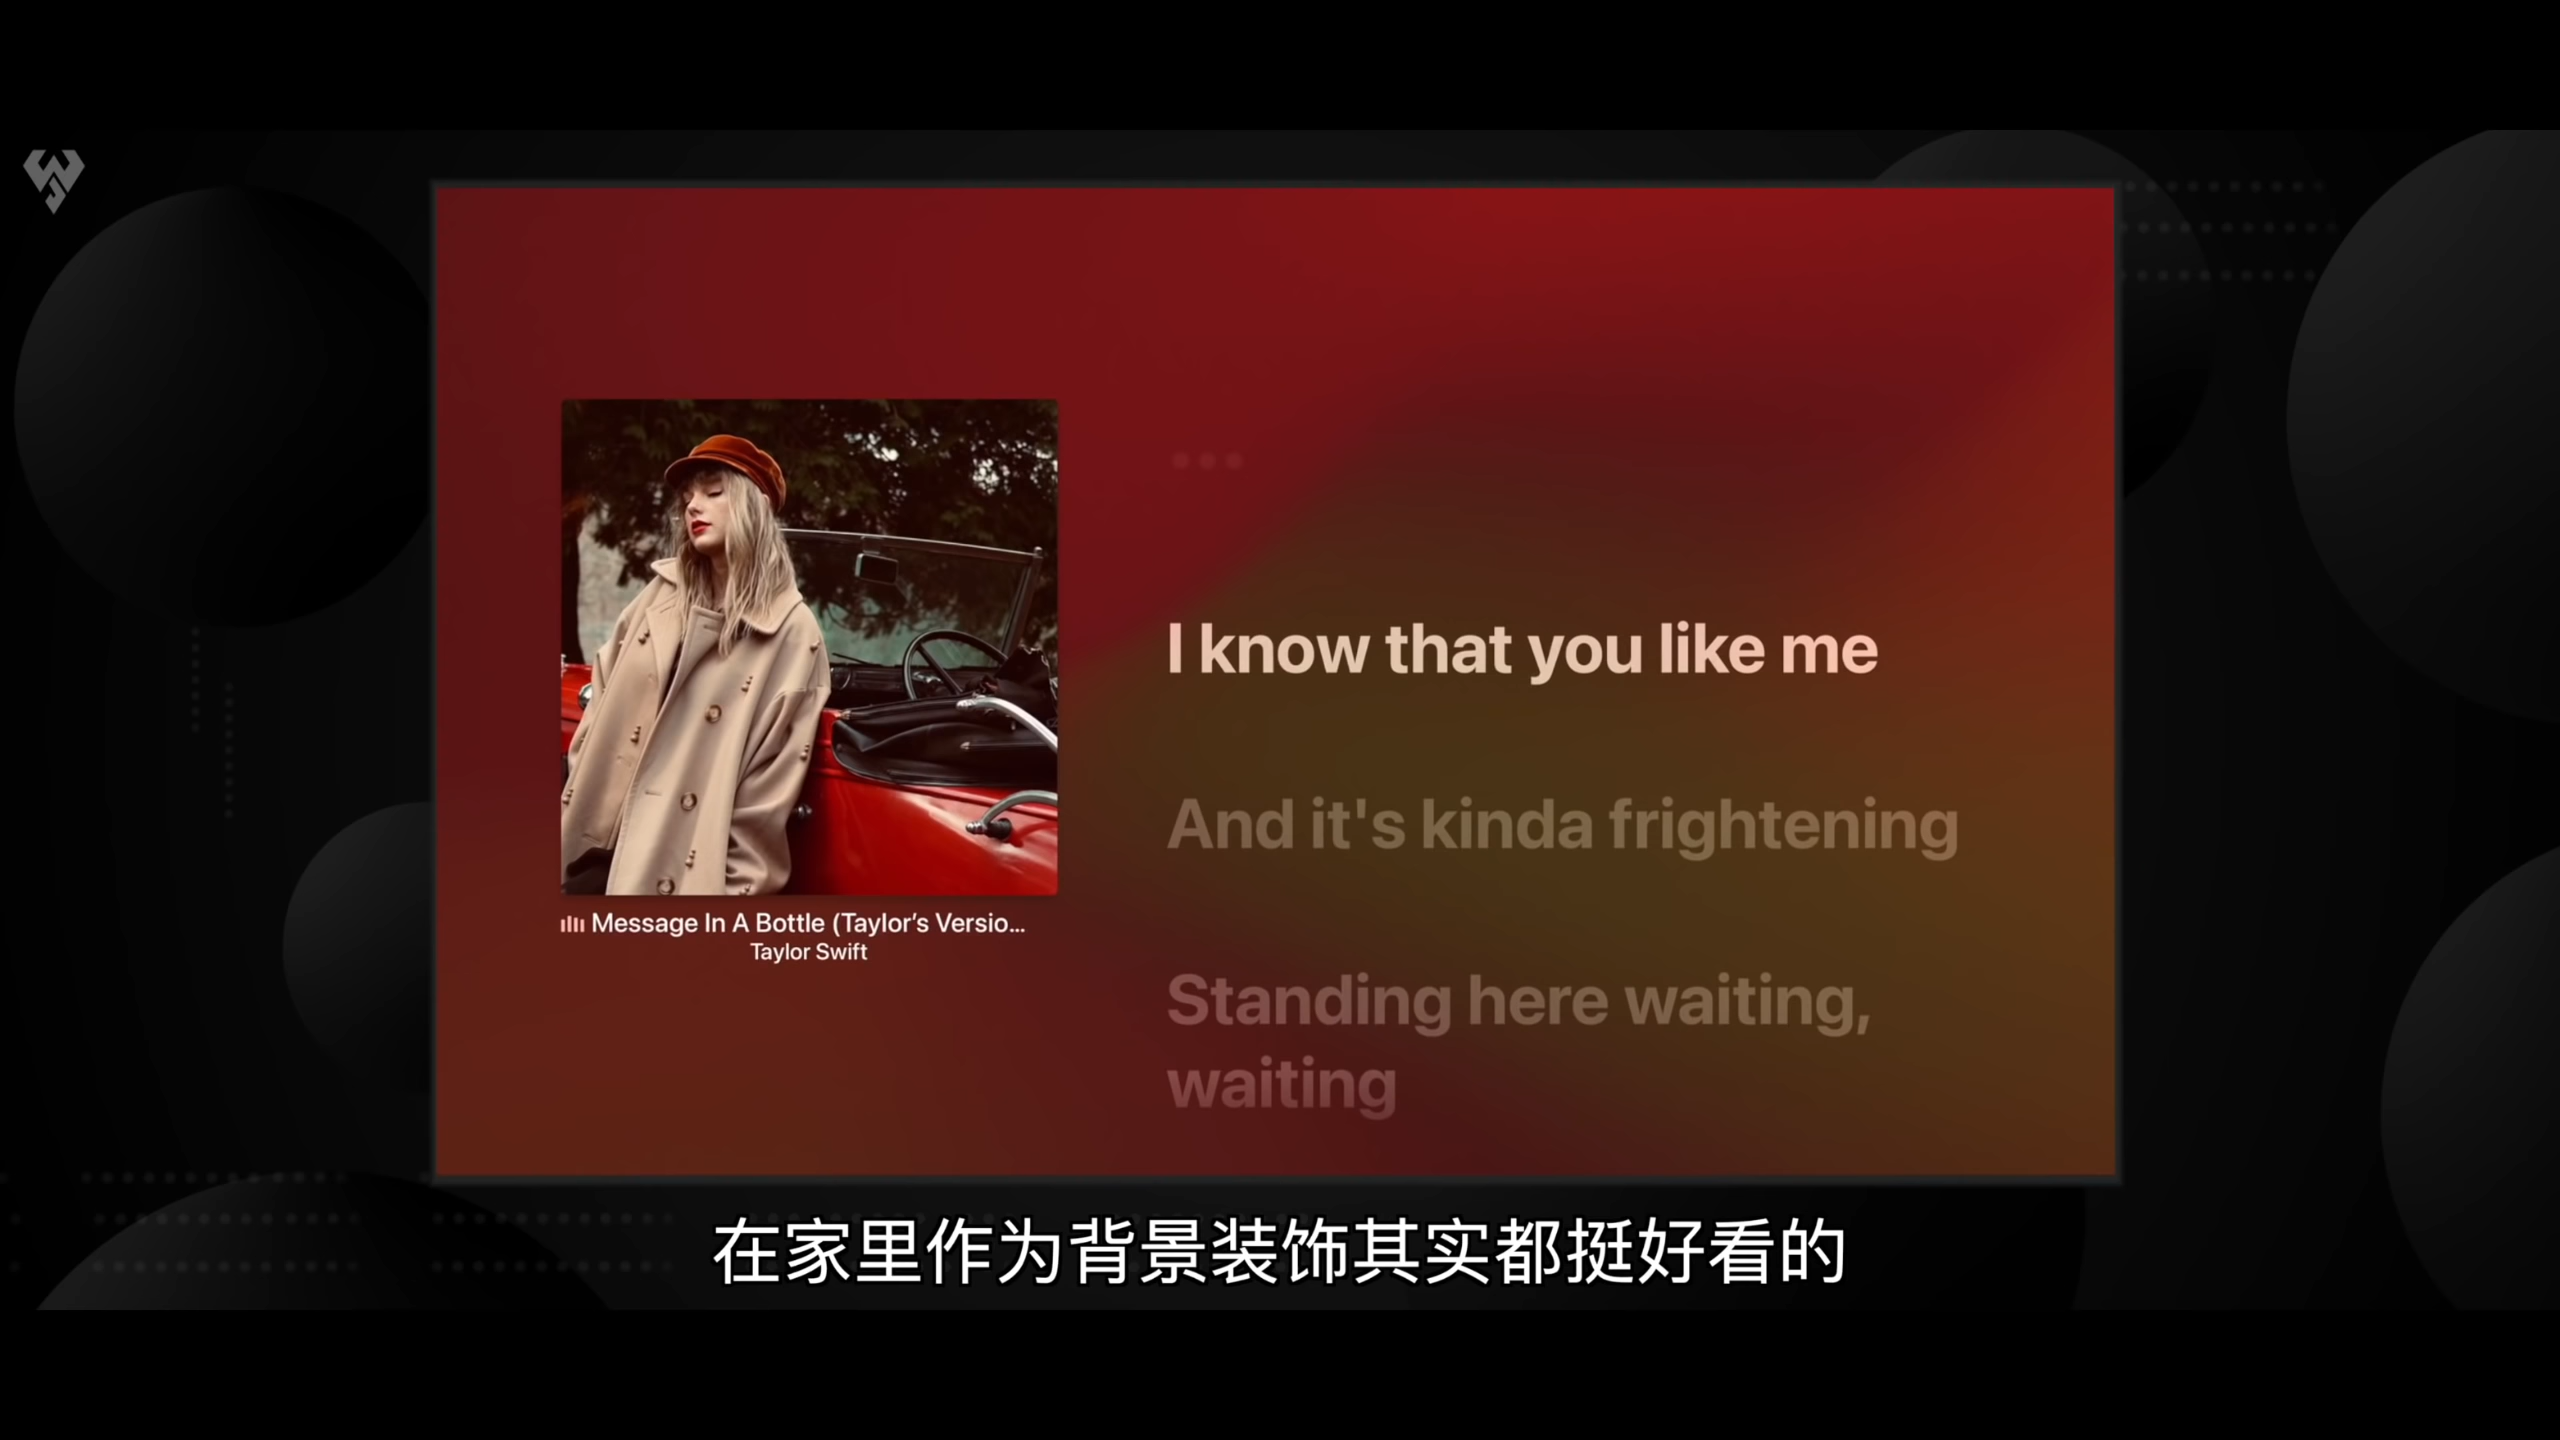 I know that you like me
And it's kinda frightening
Standing here waiting,
waiting
Message In A Bottle (Taylor’s Versio...
Taylor Swift
在家里作为背景装饰其实都挺好看的